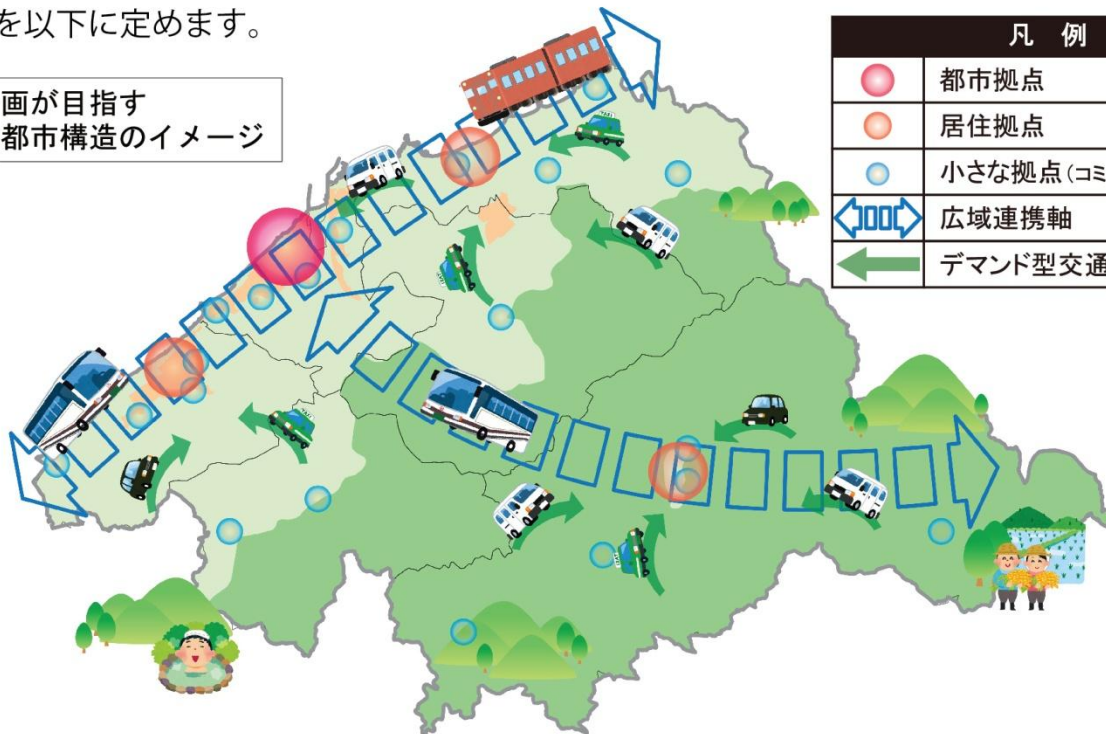 を以下に定めます。
画が目指す
都市構造のイメージ
凡 例
都市拠点
居住拠点
小さな拠点(コミ
広域連携軸
デマンド型交通